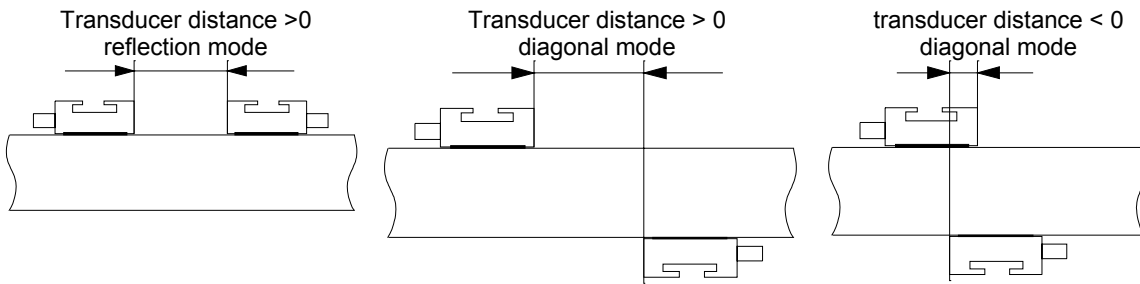 Transducer distance >0
reflection mode
Transducer distance > 0
diagonal mode
transducer distance < 0
diagonal mode